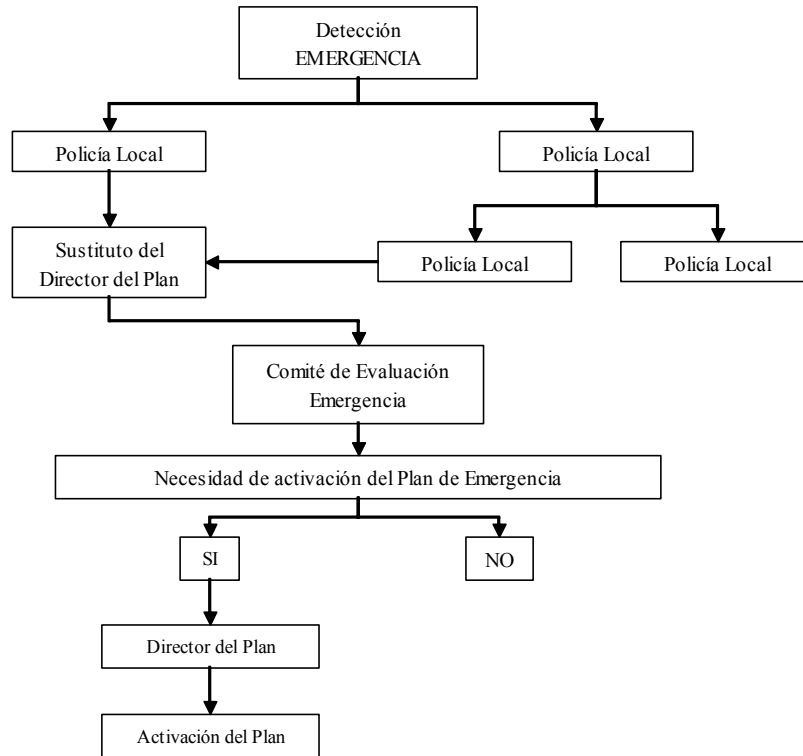 Detección
EMERGENCIA
Policía Local
Policía Local
Sustituto del
Director del Plan
Policía Local
Policía Local
Comité de Evaluación
Emergencia
Necesidad de activación del Plan de Emergencia
SI
NO
Director del Plan
Activación del Plan